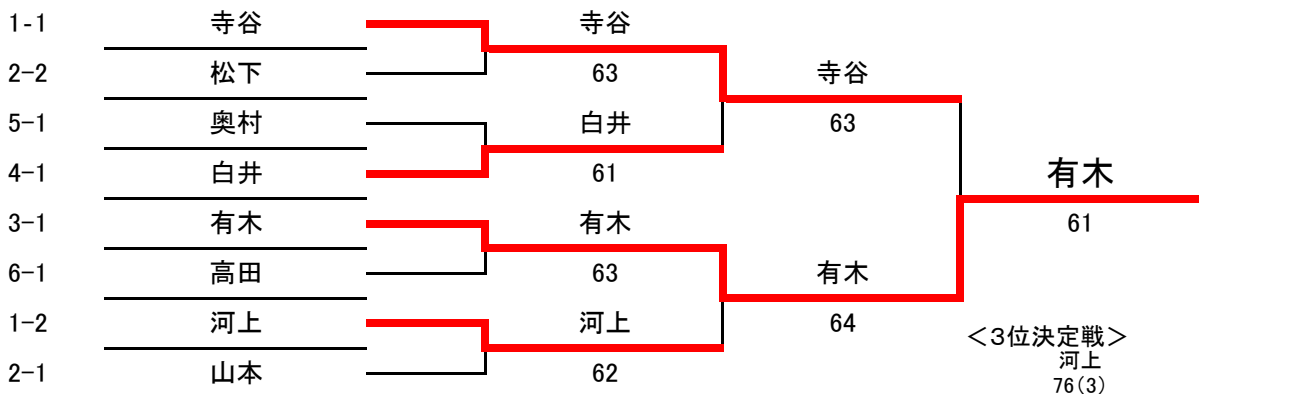 1-1 寺谷 寺谷
2-2 松下 63 寺谷
5-1 奥村 白井 63
4-1 白井 61 有木
3-1 有木 有木 61
6-1 高田 63 有木
1-2 河上 河上 64
＜3位決定戦＞
河上
2-1 山本 62
76(3)